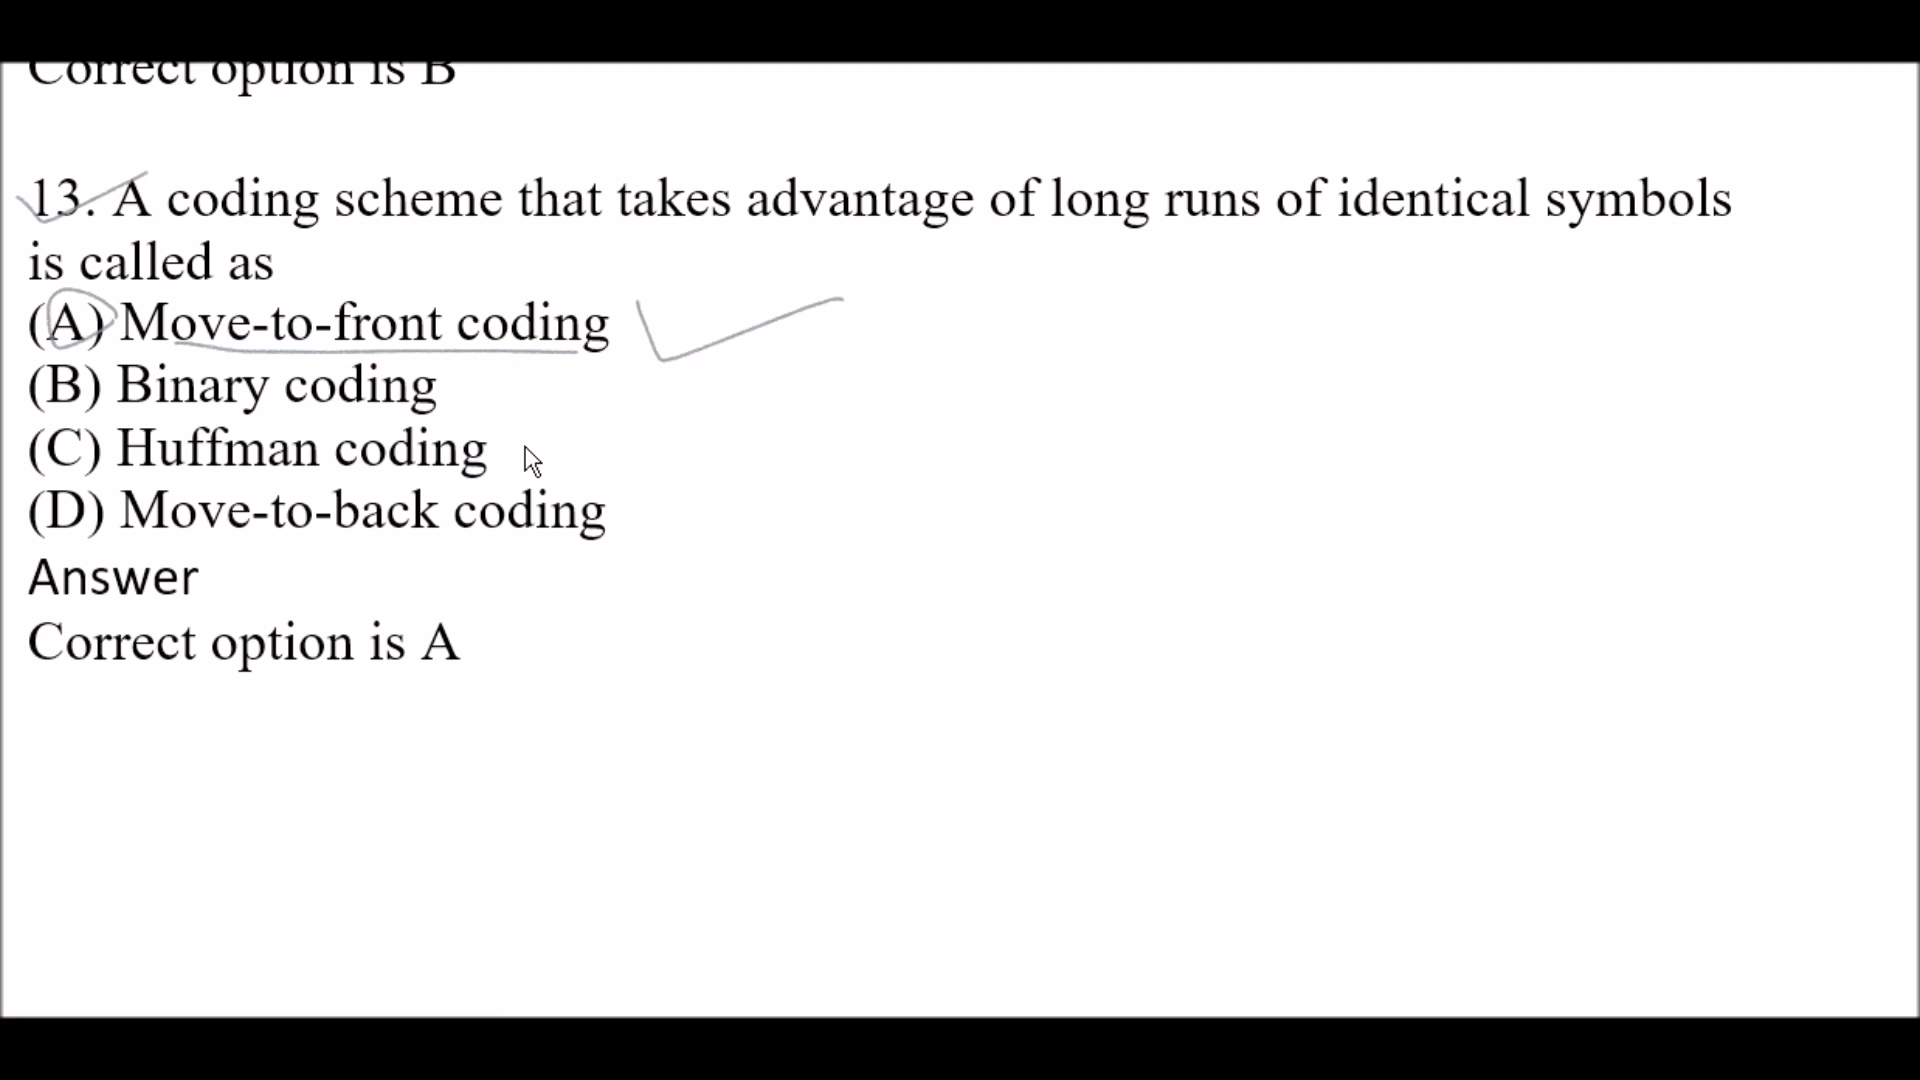 Correct option is B
13. A coding scheme that takes advantage of long runs of identical symbols
is called as
(A) Move-to-front coding
(B) Binary coding
(C) Huffman coding
(D) Move-to-back coding
Answer
Correct option is A